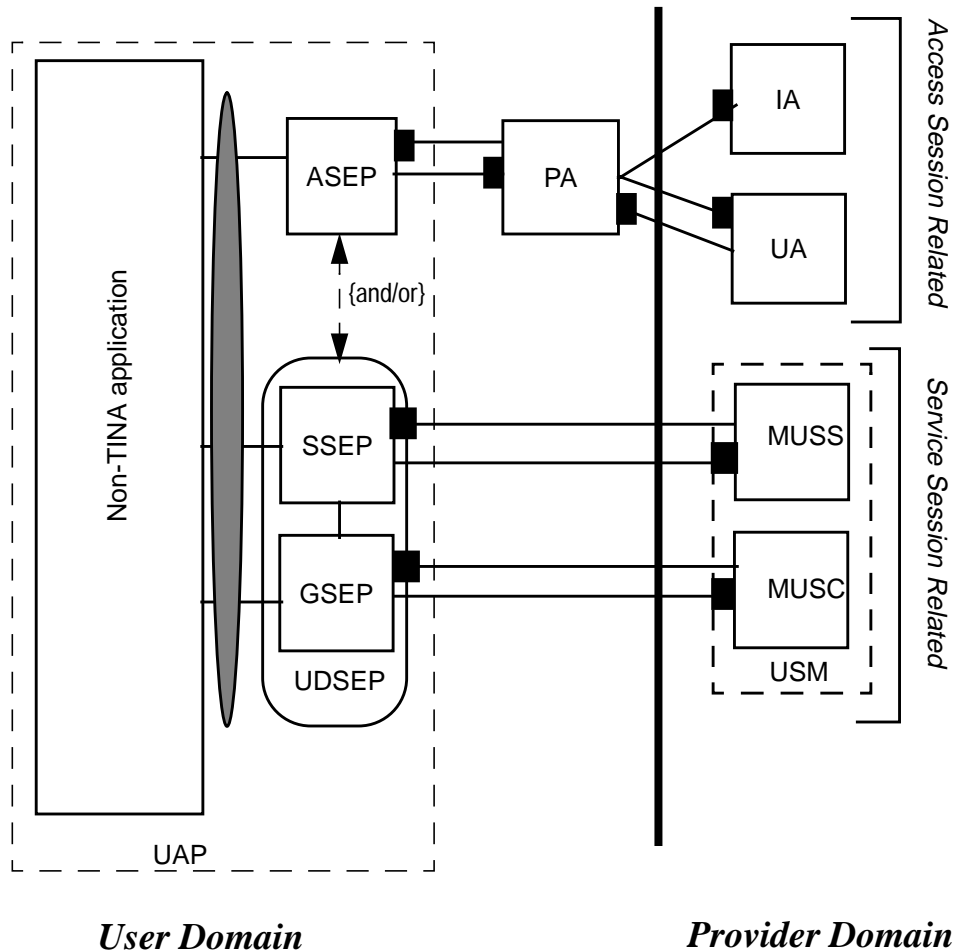 Access Session Related
IA
ASEP
PA
UA
{and/or}
Non-TINA application
Service Session Related
SSEP
MUSS
GSEP
MUSC
UDSEP
USM
UAP
User Domain
Provider Domain